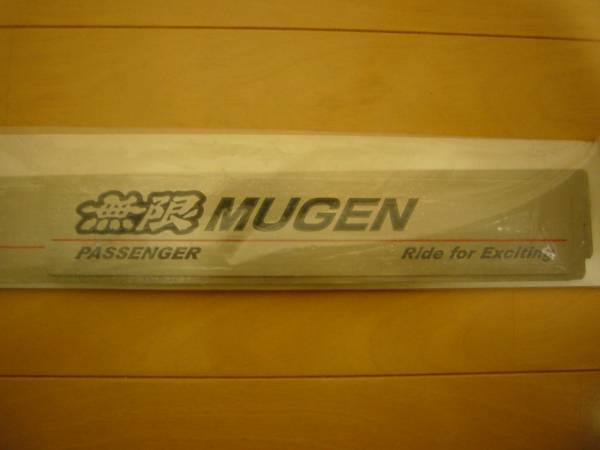 無限 MUGEN
PASSENGER Ride for Exciting